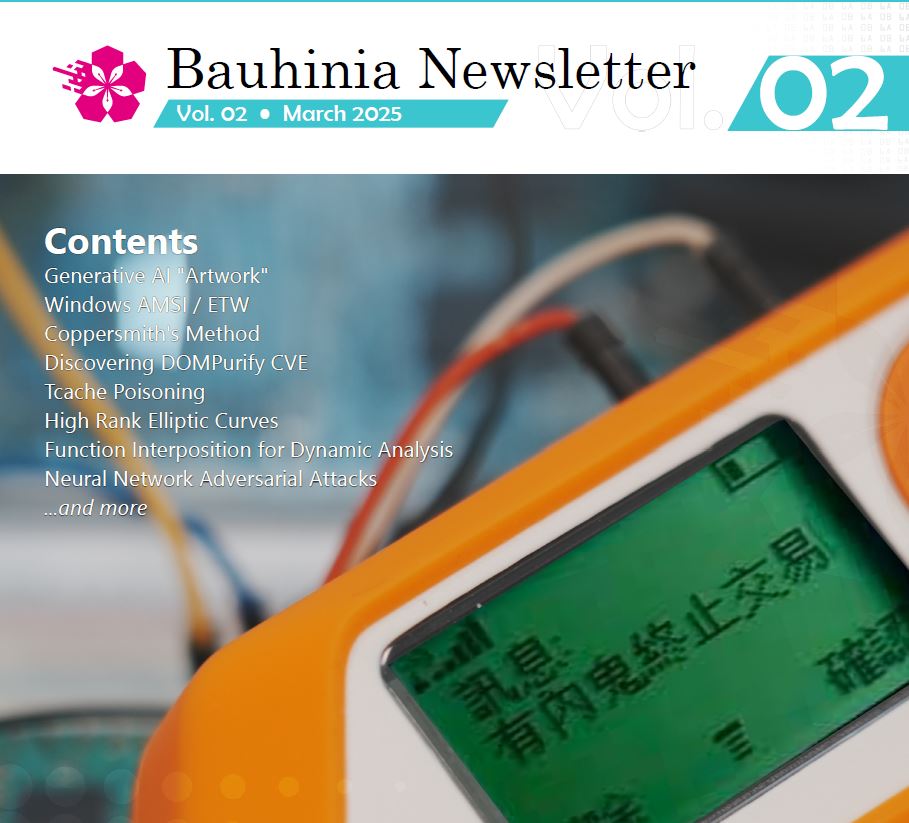 Bauhinia Newsletter
Vol. 02 • March 2025
Vol. 02
Contents
Generative AI "Artwork"
Windows AMSI / ETW
Coppersmith's Method
Discovering DOMPurify CVE
Tcache Poisoning
High Rank Elliptic Curves
Function Interposition for Dynamic Analysis
Neural Network Adversarial Attacks
...and more
訊息
有內鬼終止交易